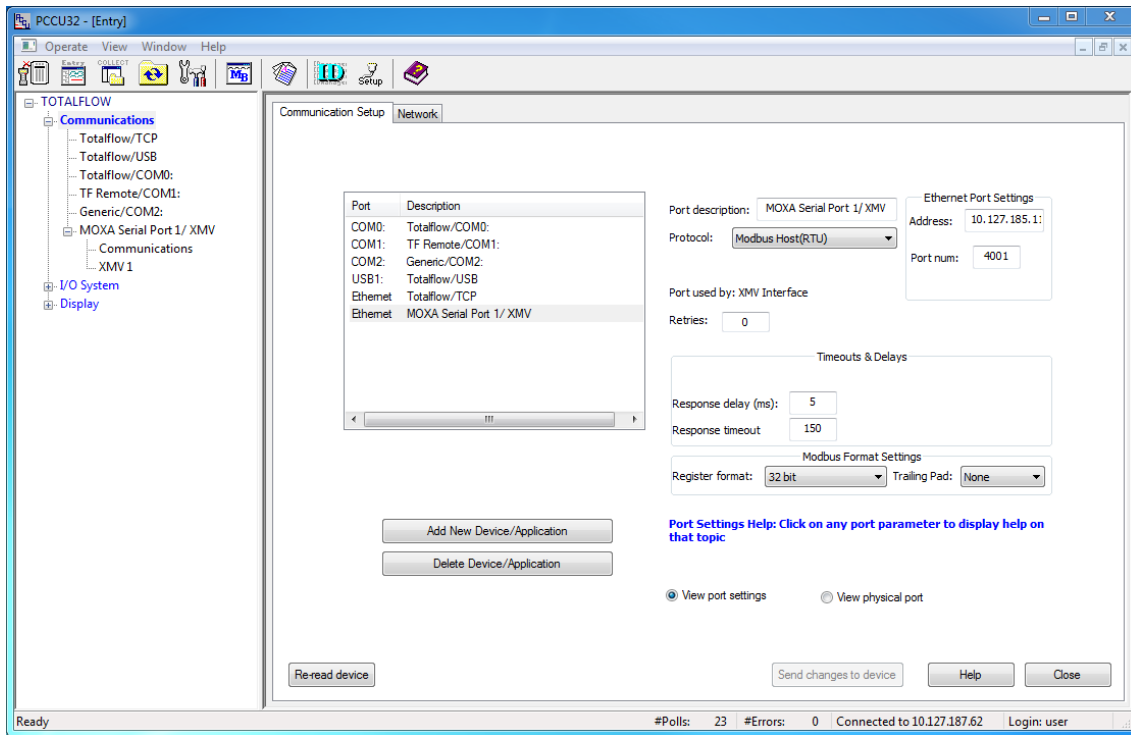 PCCU32 - [Entry]
Operate View Window Help
Entry COLLECT MB ID Manager Setup
TOTALFLOW
Communications
Totalflow/TCP
Totalflow/USB
Totalflow/COM0:
TF Remote/COM1:
Generic/COM2:
MOXA Serial Port 1/ XMV
Communications
XMV 1
I/O System
Display
Communication Setup Network
Port Description
COM0: Totalflow/COM0:
COM1: TF Remote/COM1:
COM2: Generic/COM2:
USB1: Totalflow/USB
Ethernet Totalflow/TCP
Ethernet MOXA Serial Port 1/ XMV
Add New Device/Application
Delete Device/Application
Port description: MOXA Serial Port 1/ XMV
Protocol: Modbus Host(RTU)
Port used by: XMV Interface
Retries: 0
Ethernet Port Settings
Address: 10.127.185.1
Port num: 4001
Timeouts & Delays
Response delay (ms): 5
Response timeout 150
Modbus Format Settings
Register format: 32 bit Trailing Pad: None
Port Settings Help: Click on any port parameter to display help on
that topic
View port settings View physical port
Re-read device Send changes to device Help Close
Ready #Polls: 23 #Errors: 0 Connected to 10.127.187.62 Login: user